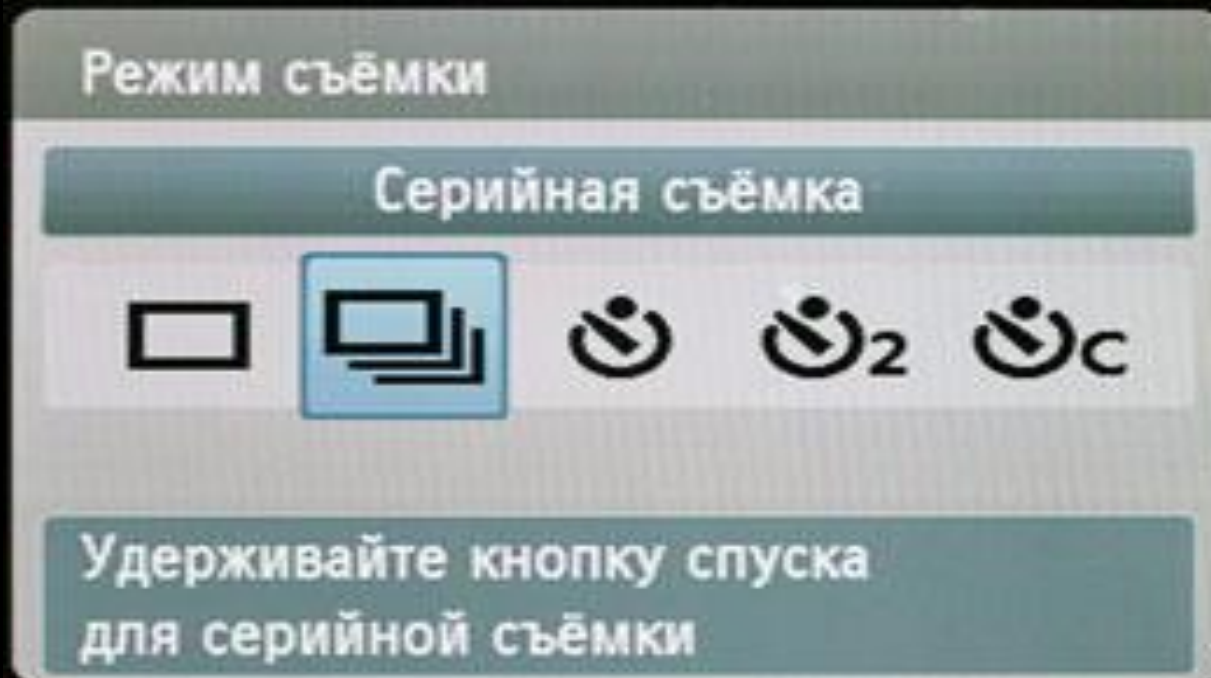 Режим съёмки
Серийная съёмка
2 C
Удерживайте кнопку спуска
для серийной съёмки